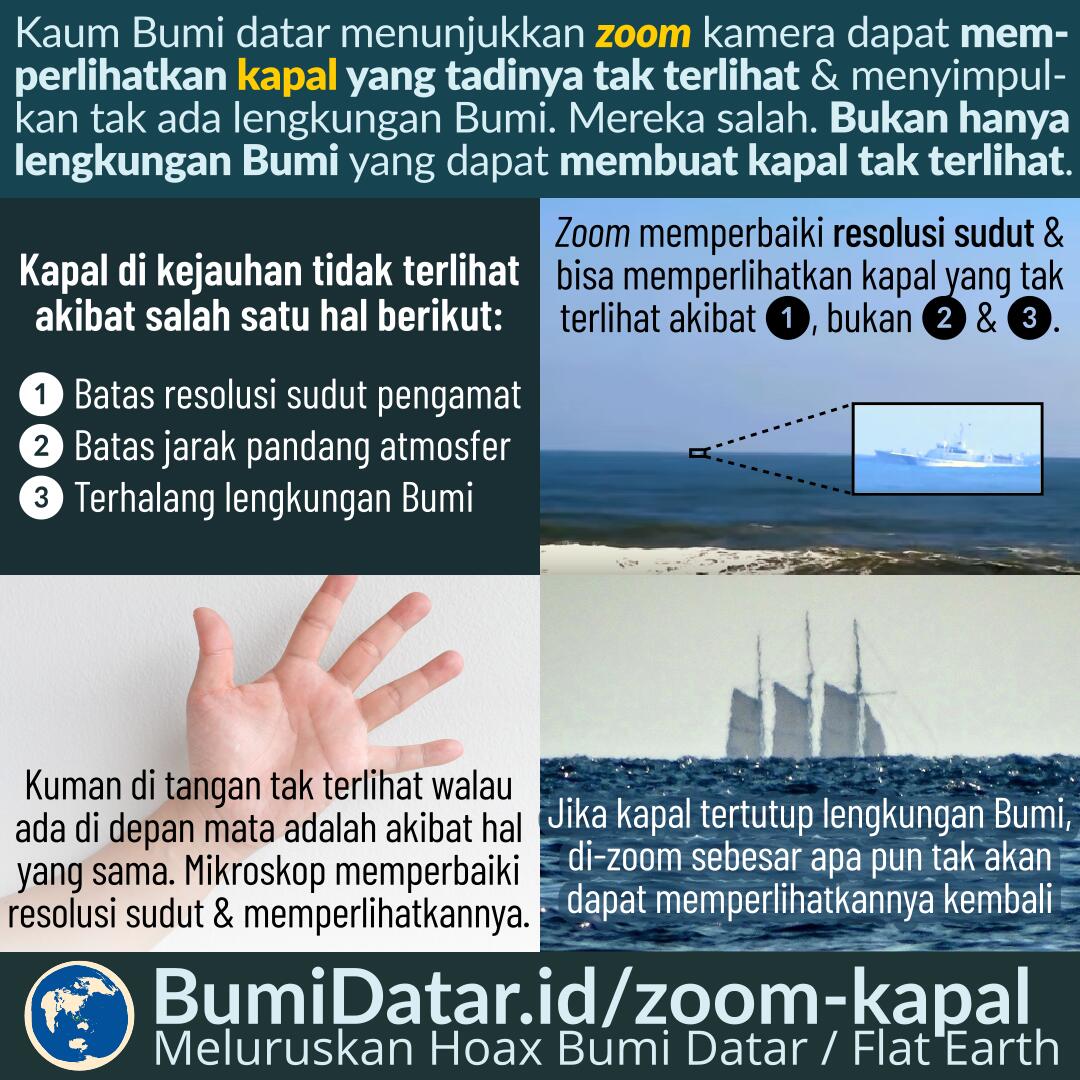 Kaum Bumi datar menunjukkan zoom kamera dapat mem-
perlihatkan kapal yang tadinya tak terlihat & menyimpul-
kan tak ada lengkungan Bumi. Mereka salah. Bukan hanya
lengkungan Bumi yang dapat membuat kapal tak terlihat.
Kapal di kejauhan tidak terlihat
akibat salah satu hal berikut:
1 Batas resolusi sudut pengamat
2 Batas jarak pandang atmosfer
3 Terhalang lengkungan Bumi
Zoom memperbaiki resolusi sudut &
bisa memperlihatkan kapal yang tak
terlihat akibat 1, bukan 2 & 3.
Kuman di tangan tak terlihat walau
ada di depan mata adalah akibat hal
yang sama. Mikroskop memperbaiki
resolusi sudut & memperlihatkannya.
Jika kapal tertutup lengkungan Bumi,
di-zoom sebesar apa pun tak akan
dapat memperlihatkannya kembali
BumiDatar.id/zoom-kapal
Meluruskan Hoax Bumi Datar / Flat Earth